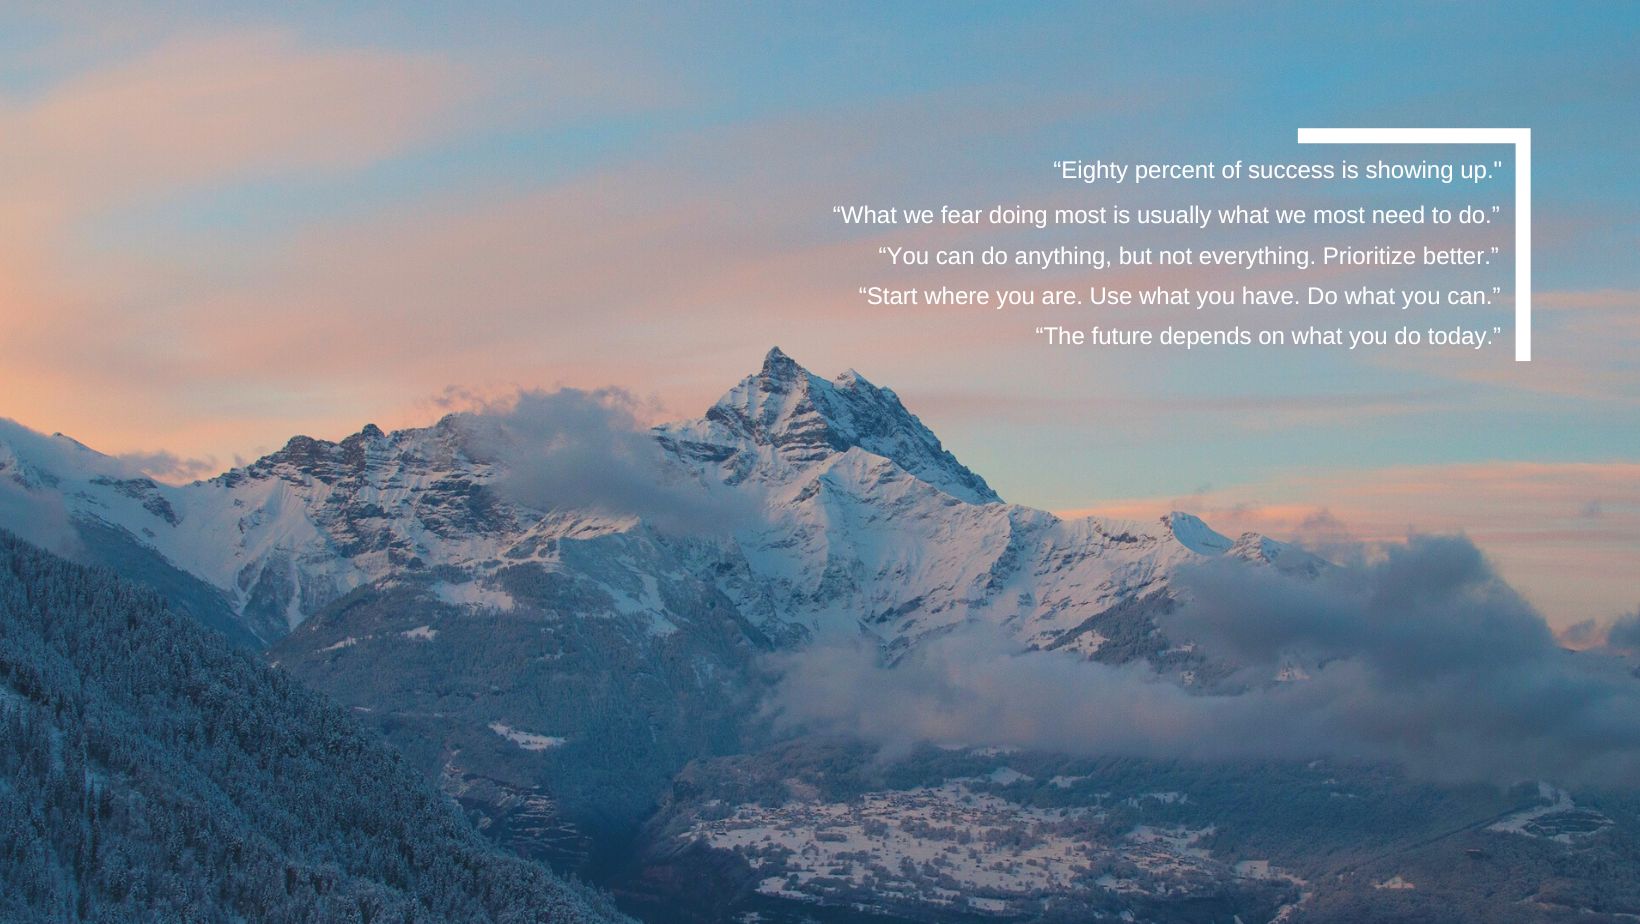 “Eighty percent of success is showing up."
“What we fear doing most is usually what we most need to do.”
“You can do anything, but not everything. Prioritize better.”
“Start where you are. Use what you have. Do what you can.”
“The future depends on what you do today.”